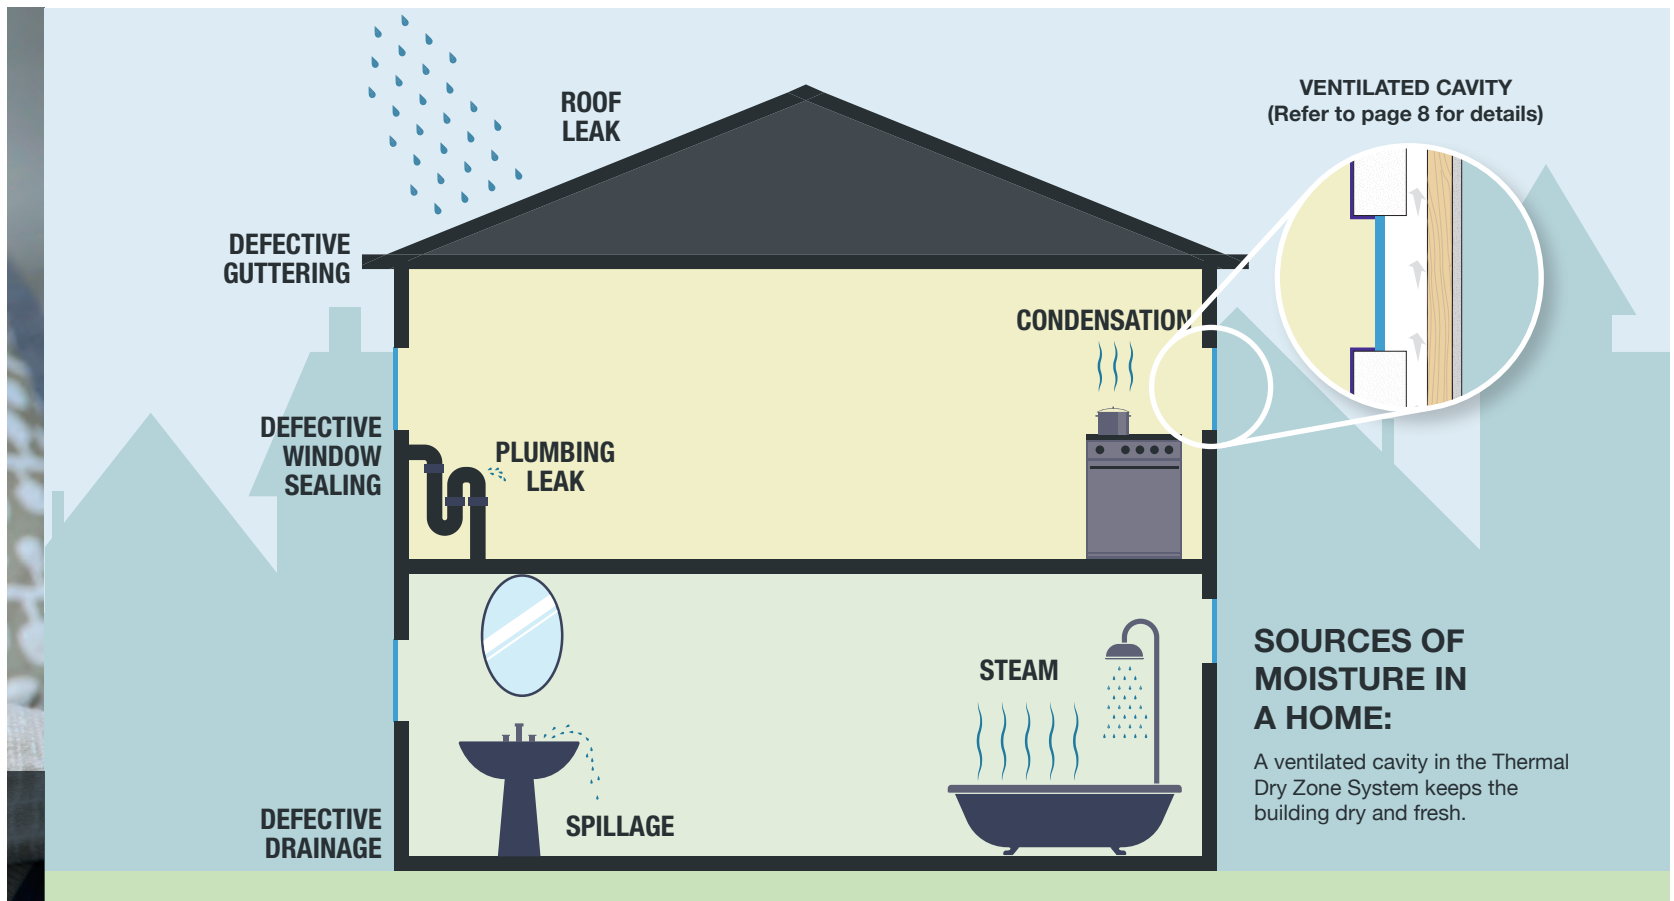 ROOF
LEAK
VENTILATED CAVITY
(Refer to page 8 for details)
DEFECTIVE
GUTTERING
CONDENSATION
DEFECTIVE
WINDOW
SEALING
PLUMBING
LEAK
STEAM
SOURCES OF
MOISTURE IN
A HOME:
A ventilated cavity in the Thermal
Dry Zone System keeps the
building dry and fresh.
DEFECTIVE
DRAINAGE
SPILLAGE